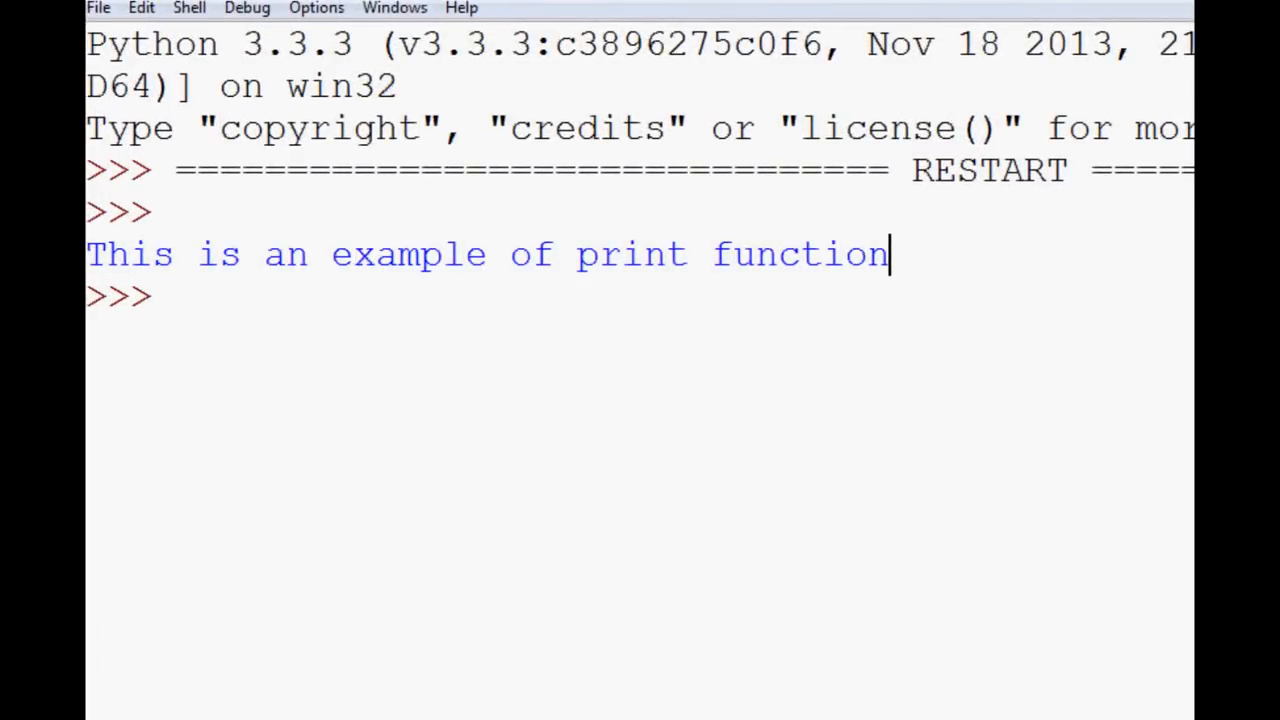 File Edit Shell Debug Options Windows Help
Python 3.3.3 (v3.3.3:c3896275c0f6, Nov 18 2013, 21
D64)] on win32
Type "copyright", "credits" or "license()" for mor
>>> ================================ RESTART =====
>>>
This is an example of print function
>>>